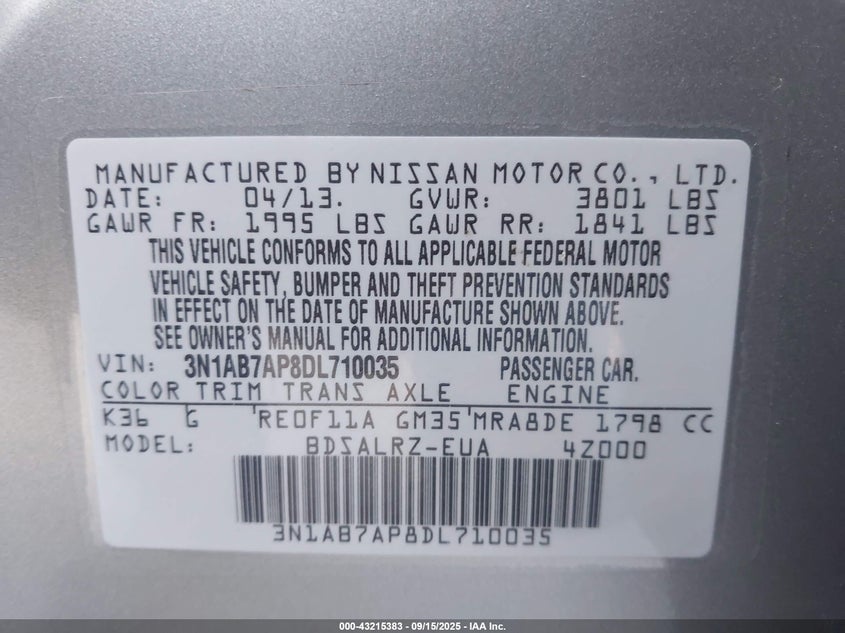 MANUFACTURED BY NISSAN MOTOR CO., LTD.
DATE: 04/13. GVWR: 3801 LBS
GAWR FR: 1995 LBS GAWR RR: 1841 LBS
THIS VEHICLE CONFORMS TO ALL APPLICABLE FEDERAL MOTOR
VEHICLE SAFETY, BUMPER AND THEFT PREVENTION STANDARDS
IN EFFECT ON THE DATE OF MANUFACTURE SHOWN ABOVE.
SEE OWNER'S MANUAL FOR ADDITIONAL INFORMATION.
VIN: 3N1AB7AP8DL710035 PASSENGER CAR.
COLOR TRIM TRANS AXLE ENGINE
K36 G 'RE0F11A GM35'MRA8DE 1798 CC
MODEL: BDSALRZ-EUA 4Z000
3N1AB7AP8DL710035
000-43215383 - 09/15/2025 - IAA Inc.